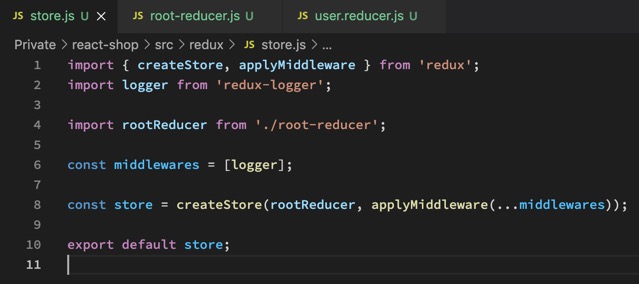 JS store.js U × JS root-reducer.js U JS user.reducer.js U
Private > react-shop > src > redux > JS store.js > ...
1 import { createStore, applyMiddleware } from 'redux';
2 import logger from 'redux-logger';
3
4 import rootReducer from './root-reducer';
5
6 const middlewares = [logger];
7
8 const store = createStore(rootReducer, applyMiddleware(...middlewares));
9
10 export default store;
11